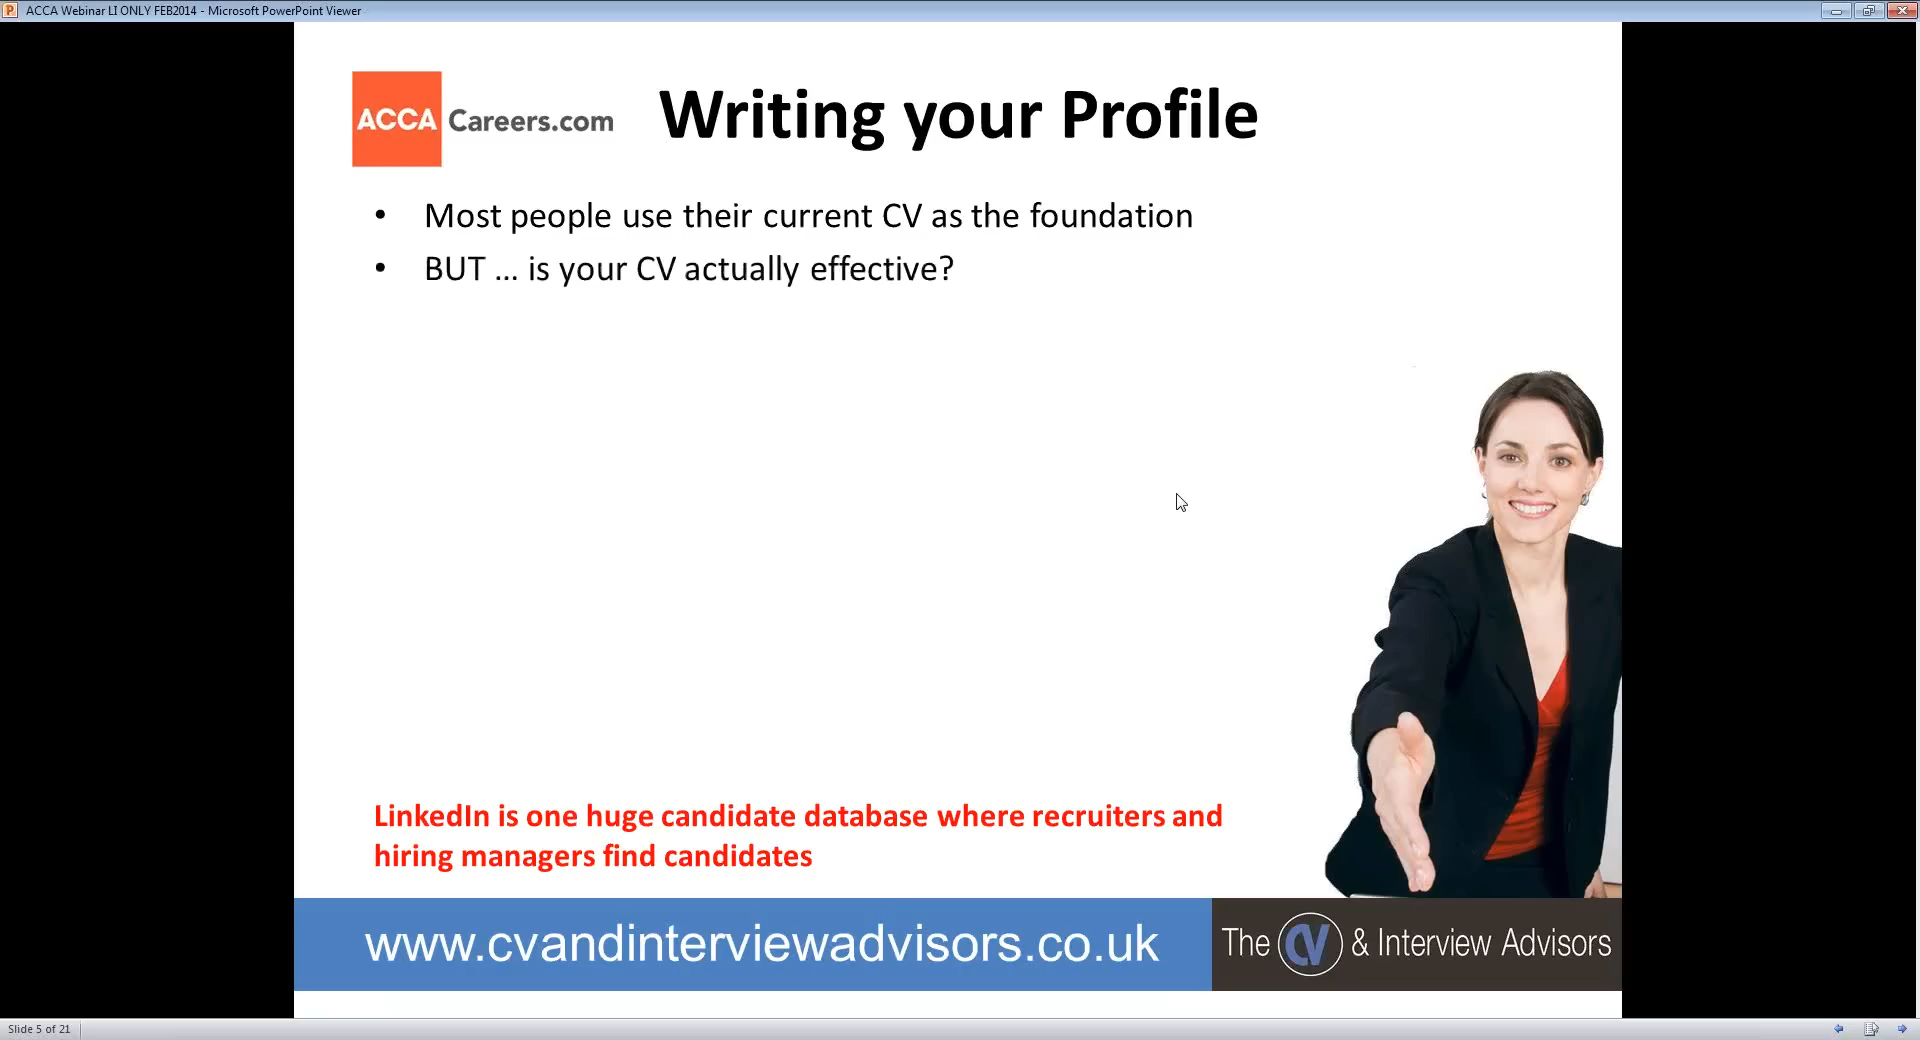 ACCA Webinar LI ONLY FEB2014 - Microsoft PowerPoint Viewer
ACCA Careers.com
Writing your Profile
• Most people use their current CV as the foundation
• BUT ... is your CV actually effective?
LinkedIn is one huge candidate database where recruiters and
hiring managers find candidates
www.cvandinterviewadvisors.co.uk
The CV & Interview Advisors
Slide 5 of 21